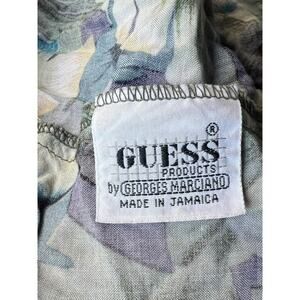 ®
GUESS
PRODUCTS
by GEORGES MARCIANO
MADE IN JAMAICA